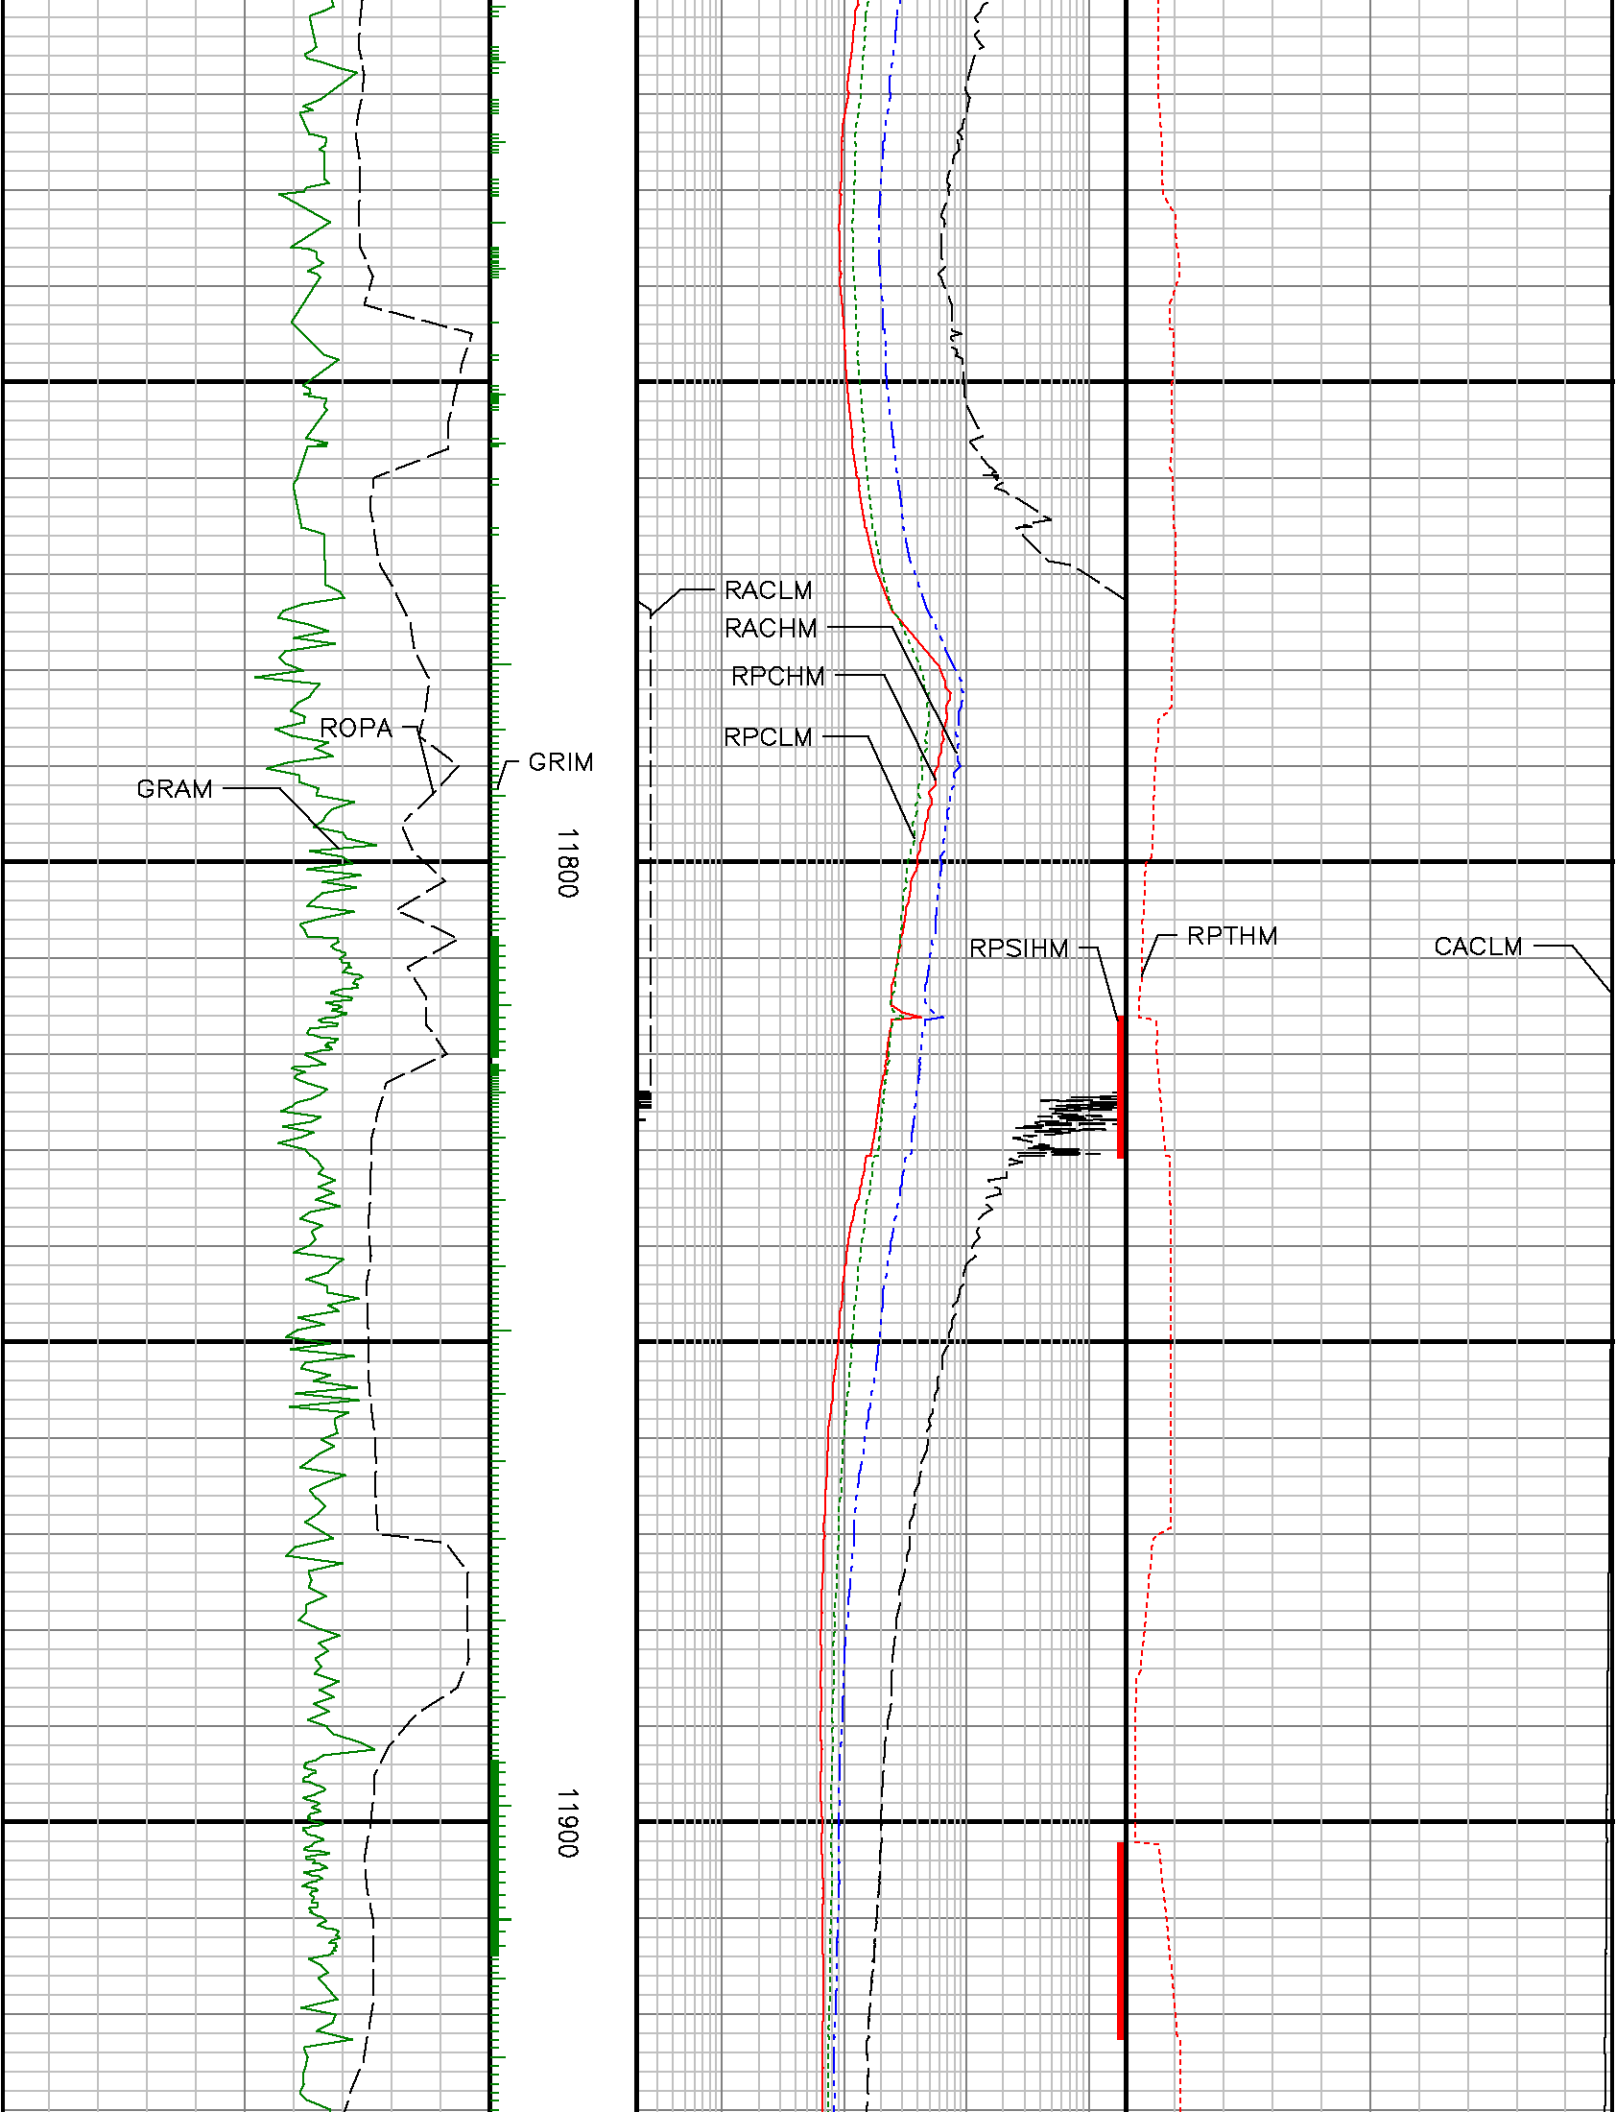 RACLM
RACHM
RPCHM
ROPA
RPCLM
GRIM
GRAM
11800
RPSIHM
RPTHM
CACLM
11900